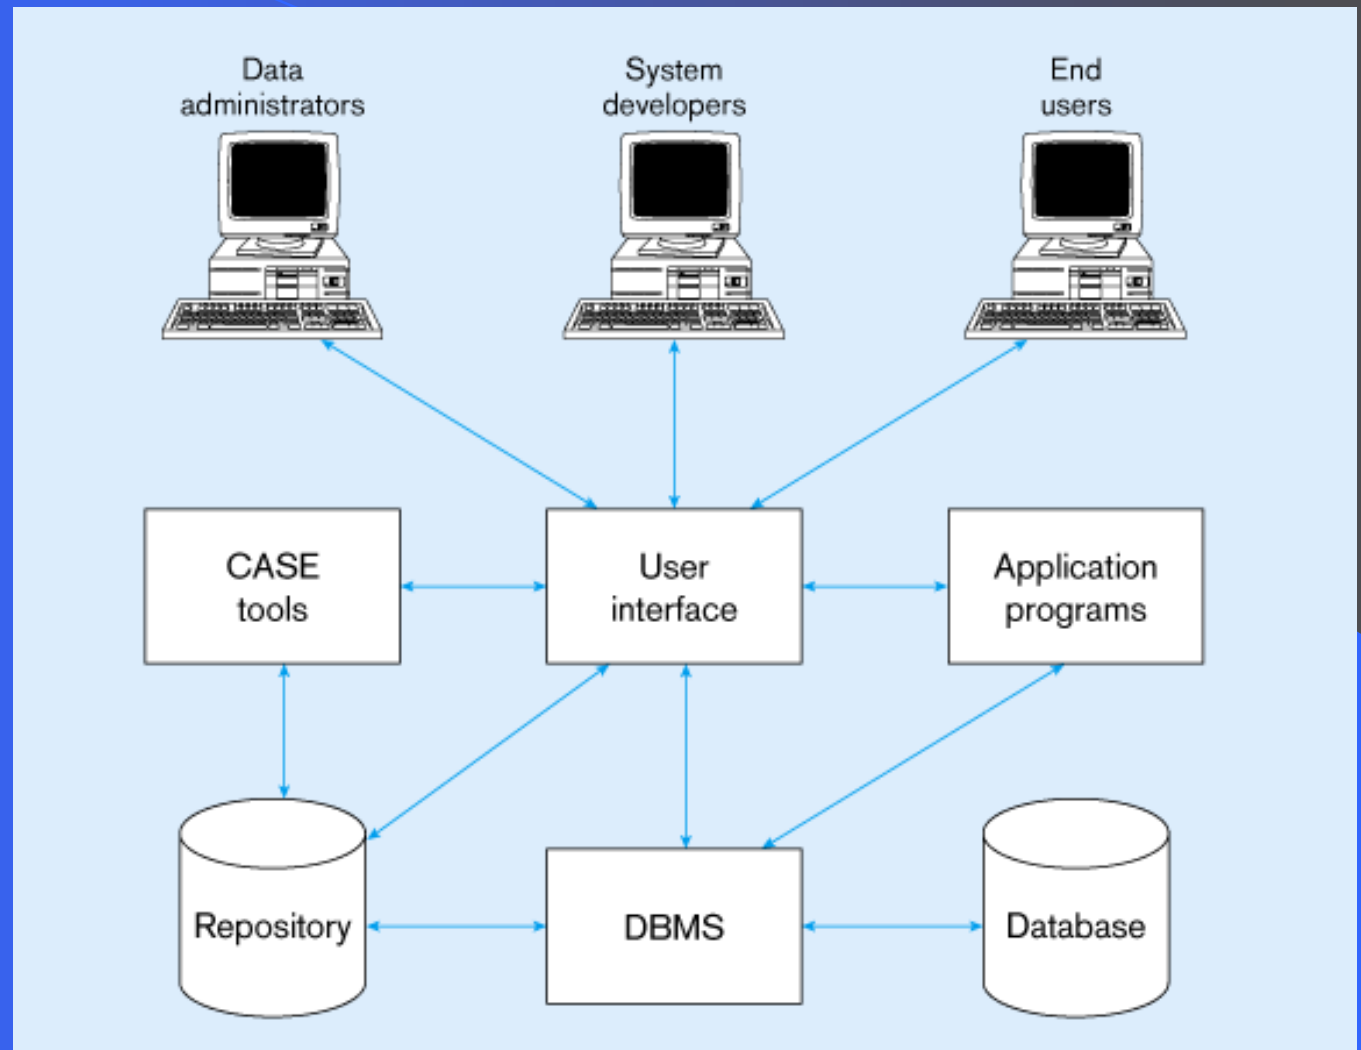 Data
administrators
System
developers
End
users
CASE
tools
User
interface
Application
programs
Repository
DBMS
Database